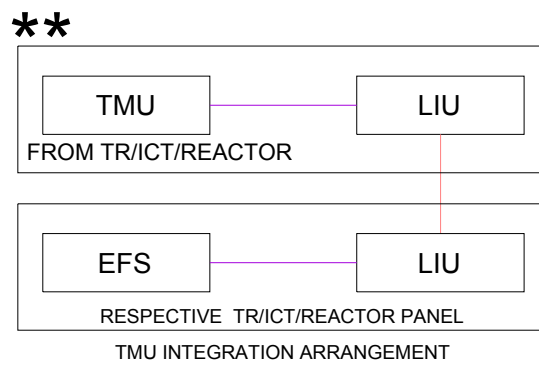 **
TMU LIU
FROM TR/ICT/REACTOR
EFS LIU
RESPECTIVE TR/ICT/REACTOR PANEL
TMU INTEGRATION ARRANGEMENT